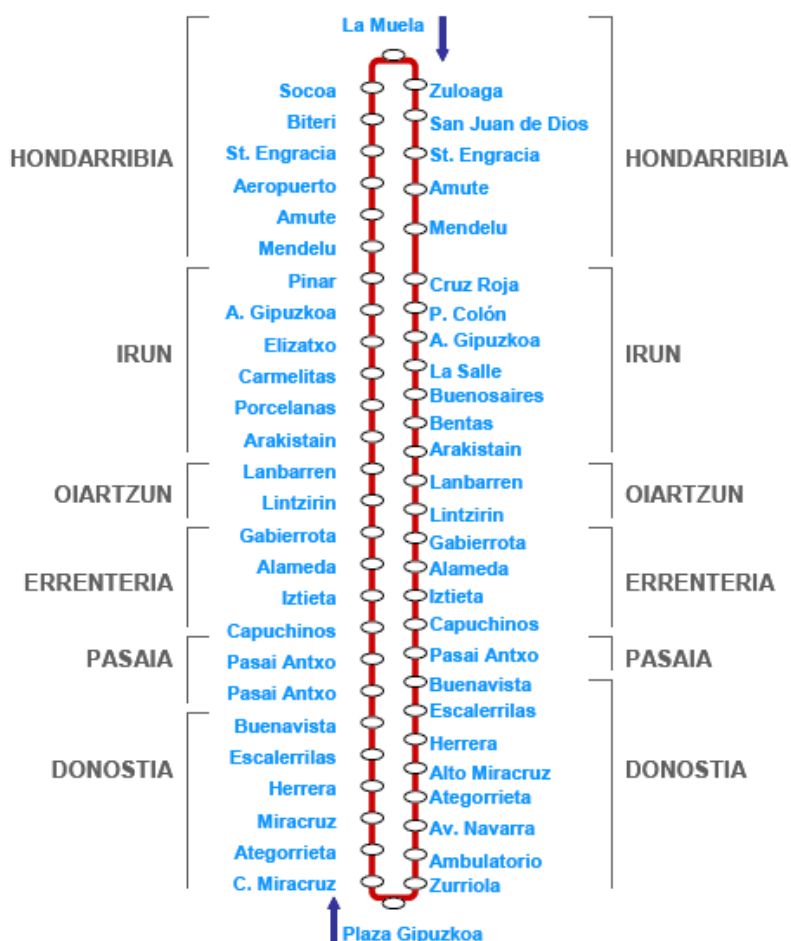 La Muela
HONDARRIBIA
Socoa
Biteri
St. Engracia
Aeropuerto
Amute
Mendelu
IRUN
Pinar
A. Gipuzkoa
Elizatxo
Carmelitas
Porcelanas
Arakistain
OIARTZUN
Lanbarren
Lintzirin
ERRENTERIA
Gabierrota
Alameda
Iztieta
Capuchinos
PASAIA
Pasai Antxo
Pasai Antxo
DONOSTIA
Buenavista
Escalerrilas
Herrera
Miracruz
Ategorrieta
C. Miracruz
Zuloaga
San Juan de Dios
St. Engracia
Amute
Mendelu
HONDARRIBIA
Cruz Roja
P. Colón
A. Gipuzkoa
La Salle
Buenosaires
Bentas
Arakistain
IRUN
Lanbarren
Lintzirin
OIARTZUN
Gabierrota
Alameda
Iztieta
Capuchinos
ERRENTERIA
Pasai Antxo
PASAIA
Buenavista
Escalerrilas
Herrera
Alto Miracruz
Ategorrieta
Av. Navarra
Ambulatorio
Zurriola
DONOSTIA
Plaza Gipuzkoa